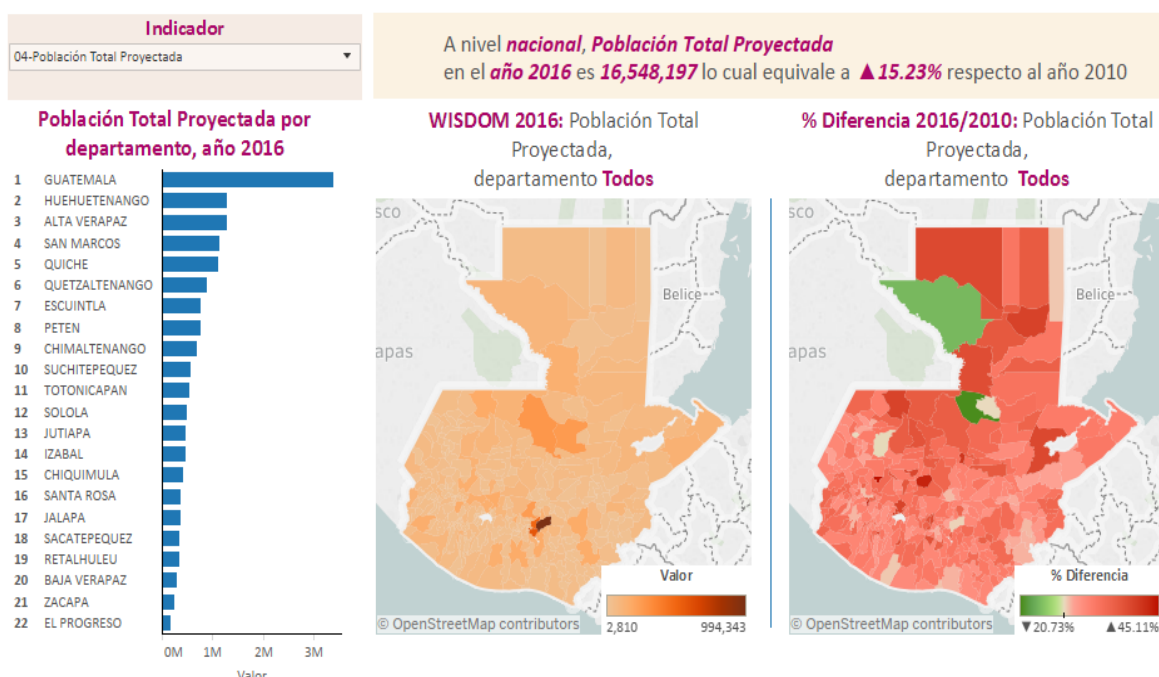 Indicador
04-Población Total Proyectada
A nivel nacional, Población Total Proyectada
en el año 2016 es 16,548,197 lo cual equivale a ▲15.23% respecto al año 2010
Población Total Proyectada por
departamento, año 2016
1 GUATEMALA
2 HUEHUETENANGO
3 ALTA VERAPAZ
4 SAN MARCOS
5 QUICHE
6 QUETZALTENANGO
7 ESCUINTLA
8 PETEN
9 CHIMALTENANGO
10 SUCHITEPEQUEZ
11 TOTONICAPAN
12 SOLOLA
13 JUTIAPA
14 IZABAL
15 CHIQUIMULA
16 SANTA ROSA
17 JALAPA
18 SACATEPEQUEZ
19 RETALHULEU
20 BAJA VERAPAZ
21 ZACAPA
22 EL PROGRESO
0M 1M 2M 3M
Valor
WISDOM 2016: Población Total
Proyectada,
departamento Todos
sco
Belice
apas
Valor
2,810 994,343
© OpenStreetMap contributors
% Diferencia 2016/2010: Población Total
Proyectada,
departamento Todos
sco
Belice
apas
% Diferencia
▼20.73% ▲45.11%
© OpenStreetMap contributors